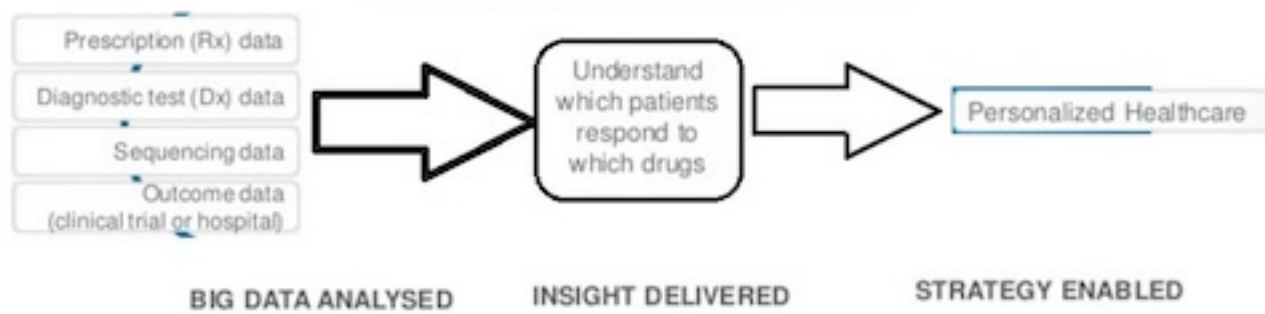 Prescription (Rx) data
Diagnostic test (Dx) data
Sequencing data
Outcome data
(clinical trial or hospital)
Understand
which patients
respond to
which drugs
Personalized Healthcare
BIG DATA ANALYSED
INSIGHT DELIVERED
STRATEGY ENABLED